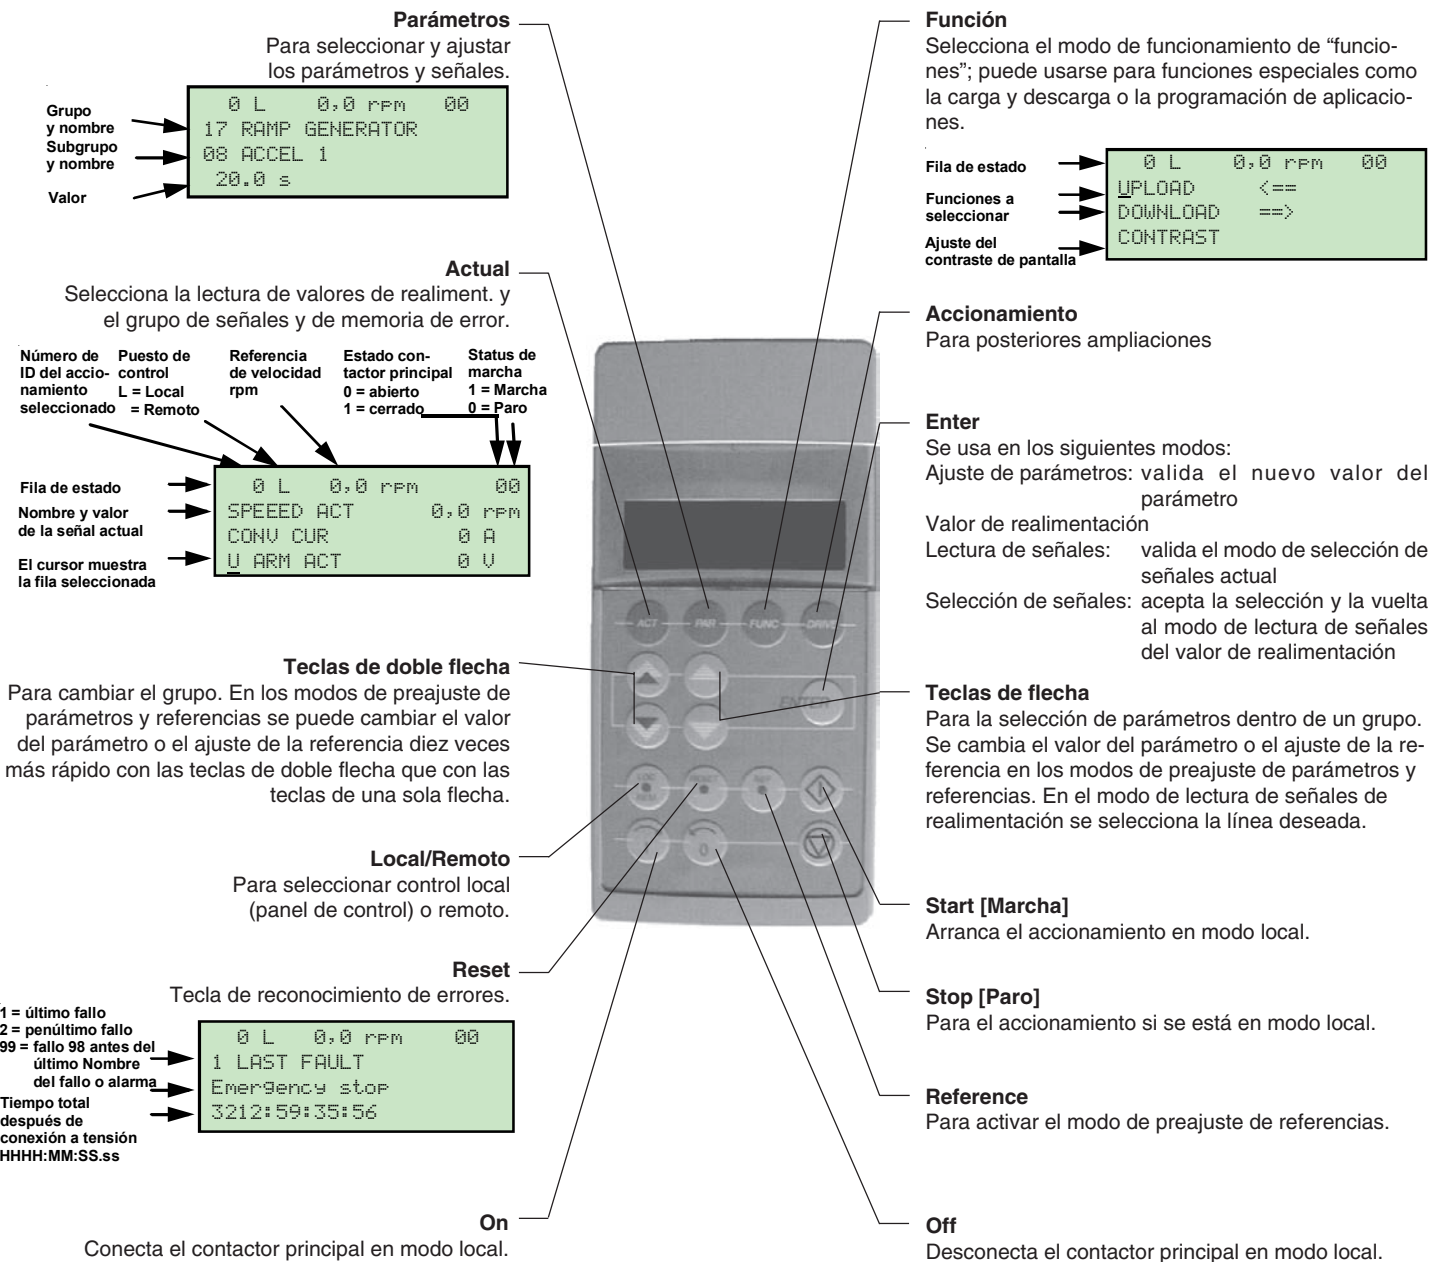 Parámetros
Para seleccionar y ajustar
los parámetros y señales.
Grupo
y nombre
Subgrupo
y nombre
Valor
0 L 0,0 rpm 00
17 RAMP GENERATOR
08 ACCEL 1
20.0 s
Actual
Selecciona la lectura de valores de realiment. y
el grupo de señales y de memoria de error.
Número de
ID del accio-
namiento
seleccionado
Puesto de
control
L = Local
= Remoto
Referencia
de velocidad
rpm
Estado con-
tactor principal
0 = abierto
1 = cerrado
Status de
marcha
1 = Marcha
0 = Paro
Fila de estado
Nombre y valor
de la señal actual
El cursor muestra
la fila seleccionada
0 L 0,0 rpm 00
SPEEED ACT 0,0 rpm
CONV CUR 0 A
U ARM ACT 0 V
Teclas de doble flecha
Para cambiar el grupo. En los modos de preajuste de
parámetros y referencias se puede cambiar el valor
del parámetro o el ajuste de la referencia diez veces
más rápido con las teclas de doble flecha que con las
teclas de una sola flecha.
Local/Remoto
Para seleccionar control local
(panel de control) o remoto.
Reset
Tecla de reconocimiento de errores.
1 = último fallo
2 = penúltimo fallo
99 = fallo 98 antes del
último Nombre
del fallo o alarma
Tiempo total
después de
conexión a tensión
HHHH:MM:SS.ss
0 L 0,0 rpm 00
1 LAST FAULT
Emergency stop
3212:59:35:56
On
Conecta el contactor principal en modo local.
ACT
PAR
FUNC
DRIVE
ENTER
LOC
REM
RESET
REF
I
0
Función
Selecciona el modo de funcionamiento de “funcio-
nes”; puede usarse para funciones especiales como
la carga y descarga o la programación de aplicacio-
nes.
Fila de estado
Funciones a
seleccionar
Ajuste del
contraste de pantalla
0 L 0,0 rpm 00
UPLOAD <==
DOWNLOAD ==>
CONTRAST
Accionamiento
Para posteriores ampliaciones
Enter
Se usa en los siguientes modos:
Ajuste de parámetros: valida el nuevo valor del
parámetro
Valor de realimentación
Lectura de señales: valida el modo de selección de
señales actual
Selección de señales: acepta la selección y la vuelta
al modo de lectura de señales
del valor de realimentación
Teclas de flecha
Para la selección de parámetros dentro de un grupo.
Se cambia el valor del parámetro o el ajuste de la re-
ferencia en los modos de preajuste de parámetros y
referencias. En el modo de lectura de señales de
realimentación se selecciona la línea deseada.
Start [Marcha]
Arranca el accionamiento en modo local.
Stop [Paro]
Para el accionamiento si se está en modo local.
Reference
Para activar el modo de preajuste de referencias.
Off
Desconecta el contactor principal en modo local.